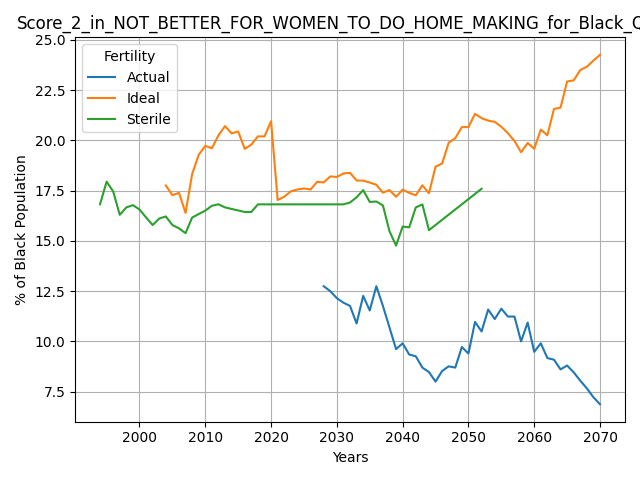 Score_2_in_NOT_BETTER_FOR_WOMEN_TO_DO_HOME_MAKING_for_Black_Q
Fertility
Actual
Ideal
Sterile
% of Black Population
25.0
22.5
20.0
17.5
15.0
12.5
10.0
7.5
2000 2010 2020 2030 2040 2050 2060 2070
Years